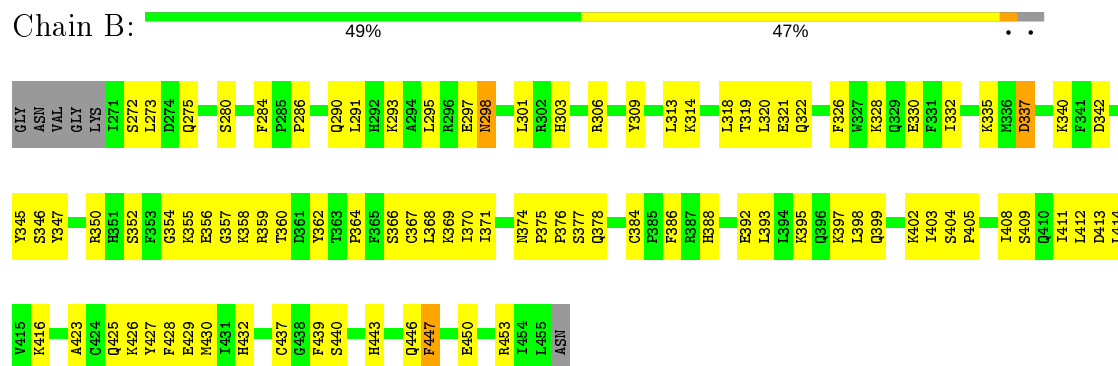 Chain B:
49% 47% • •
GLY ASN VAL GLY LYS I271 S272 L273 D274 Q275 S280 F284 P285 P286 Q290 L291 H292 K293 A294 L295 R296 E297 N298 L301 R302 H303 R306 Y309 L313 K314 L318 T319 L320 E321 Q322 F326 W327 K328 Q329 E330 F331 I332 K335 M336 D337 K340 F341 D342
Y345 S346 Y347 R350 H351 S352 F353 G354 K355 E356 G357 K358 R359 T360 D361 Y362 T363 P364 F365 S366 C367 L368 K369 I370 I371 N374 P375 P376 S377 Q378 C384 P385 F386 R387 H388 E392 L393 L394 K395 Q396 K397 L398 Q399 K402 I403 S404 P405 I408 S409 Q410 I411 L412 D413 L414
V415 K416 A423 C424 Q425 K426 Y427 F428 E429 M430 I431 H432 C437 G438 F439 S440 H443 Q446 F447 E450 R453 I454 L455 ASN